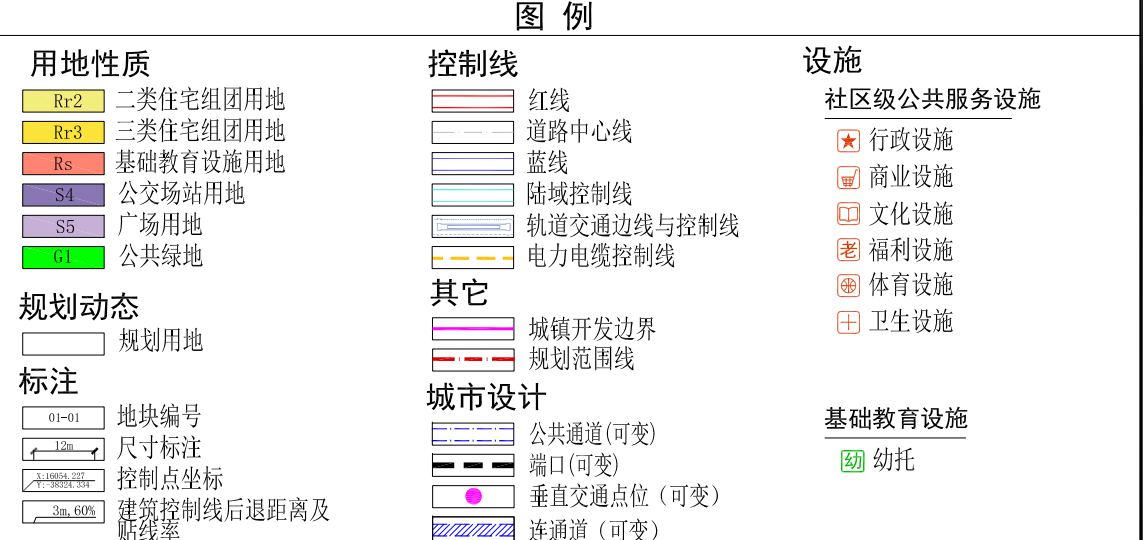 图 例
用地性质
Rr2 二类住宅组团用地
Rr3 三类住宅组团用地
Rs 基础教育设施用地
S4 公交场站用地
S5 广场用地
G1 公共绿地
规划动态
规划用地
标注
01-01 地块编号
12m 尺寸标注
X:16054.227
Y:-38324.334
控制点坐标
3m,60% 建筑控制线后退距离及
贴线率
控制线
红线
道路中心线
蓝线
陆域控制线
轨道交通边线与控制线
电力电缆控制线
其它
城镇开发边界
规划范围线
城市设计
公共通道(可变)
端口(可变)
垂直交通点位（可变）
连通道（可变）
设施
社区级公共服务设施
行政设施
商业设施
文化设施
老 福利设施
体育设施
卫生设施
基础教育设施
幼 幼托